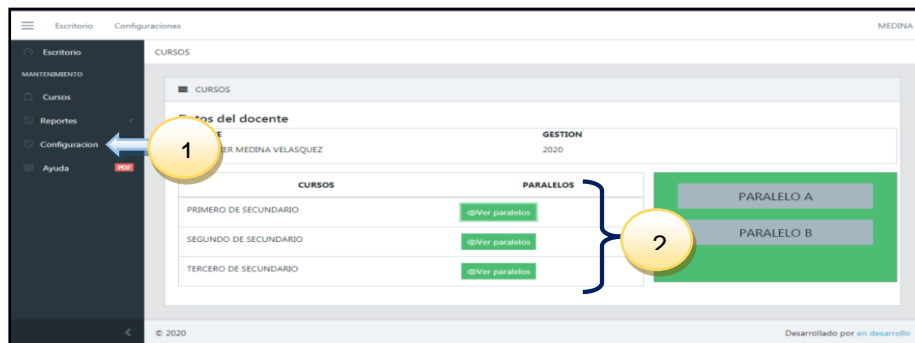 Escritorio Configuraciones MEDINA
Escritorio
CURSOS
MANTENIMIENTO
Cursos
CURSOS
Reportes
Configuracion
Ayuda PDF
1
del docente
GESTION
MEDINA VELASQUEZ 2020
CURSOS PARALELOS
PRIMERO DE SECUNDARIO Ver paralelos
SEGUNDO DE SECUNDARIO Ver paralelos
TERCERO DE SECUNDARIO Ver paralelos
2
PARALELO A
PARALELO B
© 2020 Desarrollado por en desarrollo